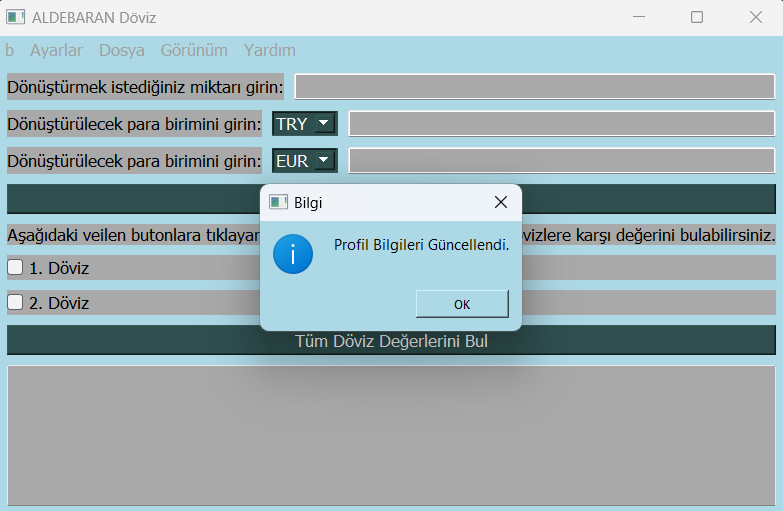 ALDEBARAN Döviz
b Ayarlar Dosya Görünüm Yardım
Dönüştürmek istediğiniz miktarı girin:
Dönüştürülecek para birimini girin: TRY
Dönüştürülecek para birimini girin: EUR
Bilgi
Profil Bilgileri Güncellendi.
OK
Aşağıdaki veilen butonlara tıklayar vizlere karşı değerini bulabilirsiniz.
1. Döviz
2. Döviz
Tüm Döviz Değerlerini Bul